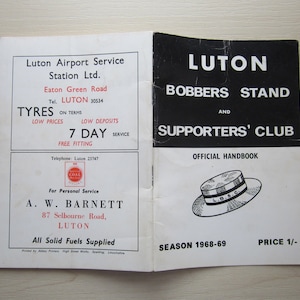 Luton Airport Service
Station Ltd.
Eaton Green Road
Tel. LUTON 30534
TYRES ON TERMS
LOW PRICES LOW DEPOSITS
7 DAY SERVICE
FREE FITTING
Telephone: Luton 23747
For Personal Service
A. W. BARNETT
87 Selbourne Road,
LUTON
All Solid Fuels Supplied
LUTON
BOBBERS STAND
AND
SUPPORTERS' CLUB
OFFICIAL HANDBOOK
SEASON 1968-69 PRICE 1/-